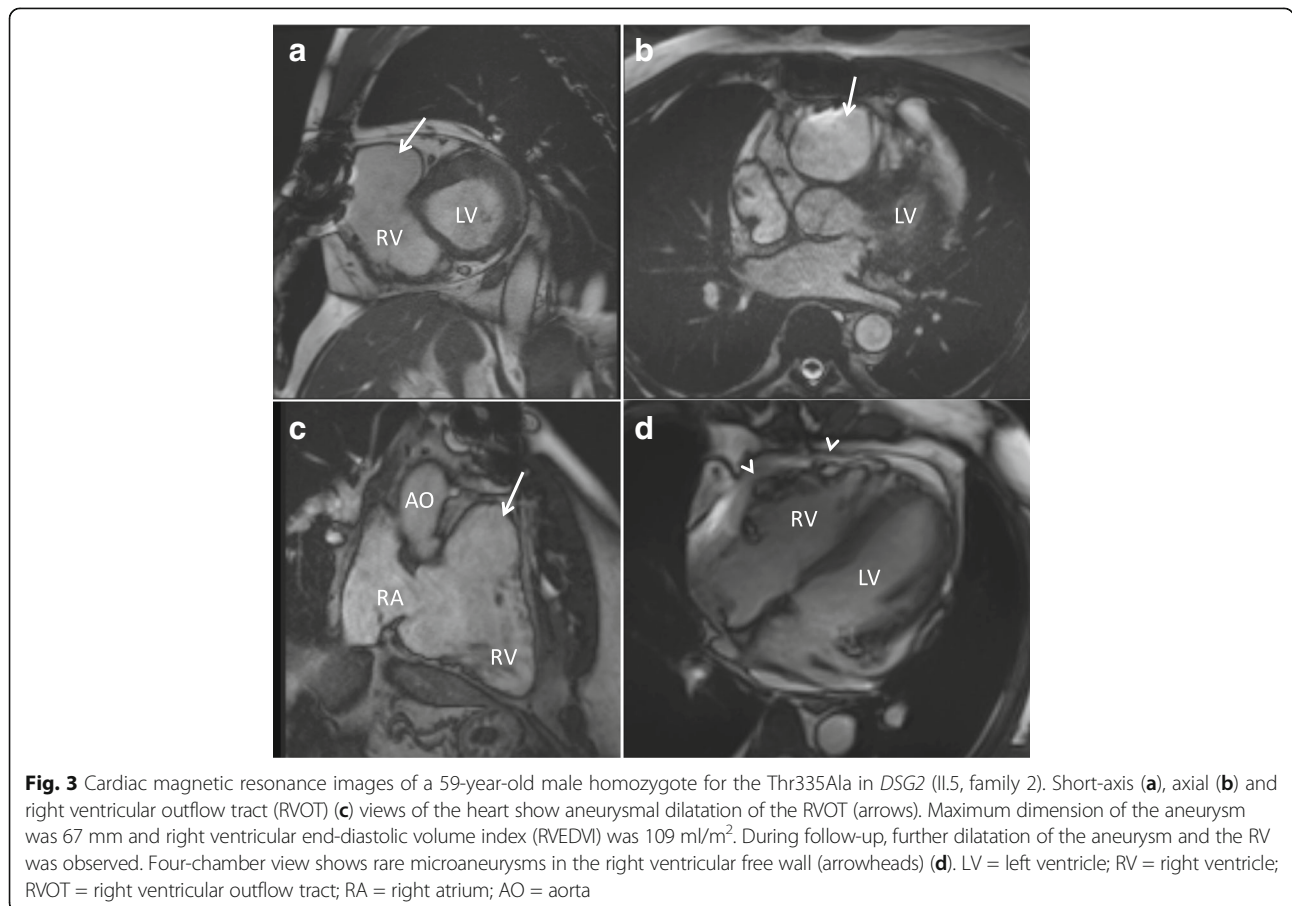 a
b
RV
LV
LV
c
d
AO
RA
RV
RV
LV
Fig. 3 Cardiac magnetic resonance images of a 59-year-old male homozygote for the Thr335Ala in DSG2 (II.5, family 2). Short-axis (a), axial (b) and
right ventricular outflow tract (RVOT) (c) views of the heart show aneurysmal dilatation of the RVOT (arrows). Maximum dimension of the aneurysm
was 67 mm and right ventricular end-diastolic volume index (RVEDVI) was 109 ml/m². During follow-up, further dilatation of the aneurysm and the RV
was observed. Four-chamber view shows rare microaneurysms in the right ventricular free wall (arrowheads) (d). LV = left ventricle; RV = right ventricle;
RVOT = right ventricular outflow tract; RA = right atrium; AO = aorta